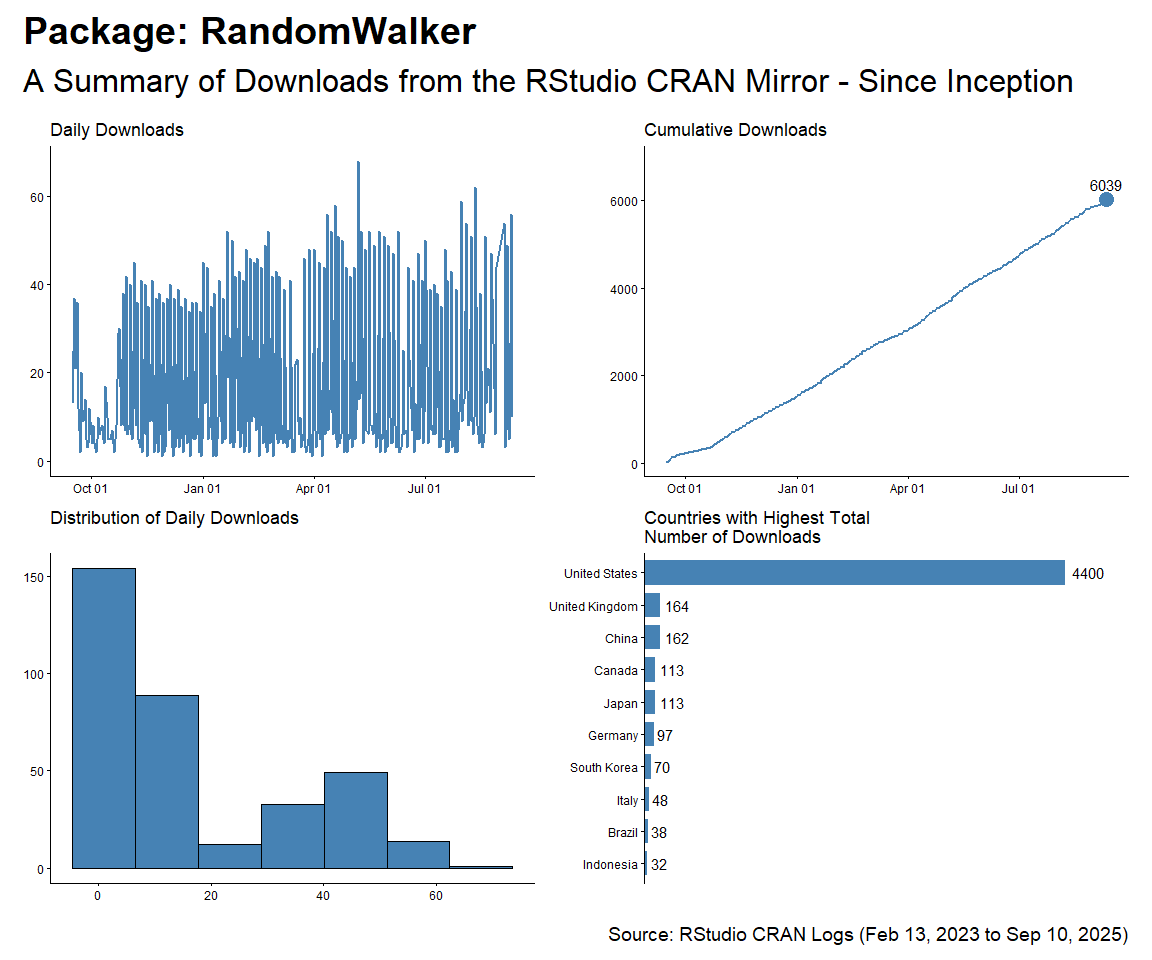 Package: RandomWalker
A Summary of Downloads from the RStudio CRAN Mirror - Since Inception
Daily Downloads
60
40
20
0
Oct 01
Jan 01
Apr 01
Jul 01
Cumulative Downloads
6039
6000
4000
2000
0
Oct 01
Jan 01
Apr 01
Jul 01
Distribution of Daily Downloads
150
100
50
0
0
20
40
60
Countries with Highest Total
Number of Downloads
United States 4400
United Kingdom 164
China 162
Canada 113
Japan 113
Germany 97
South Korea 70
Italy 48
Brazil 38
Indonesia 32
Source: RStudio CRAN Logs (Feb 13, 2023 to Sep 10, 2025)